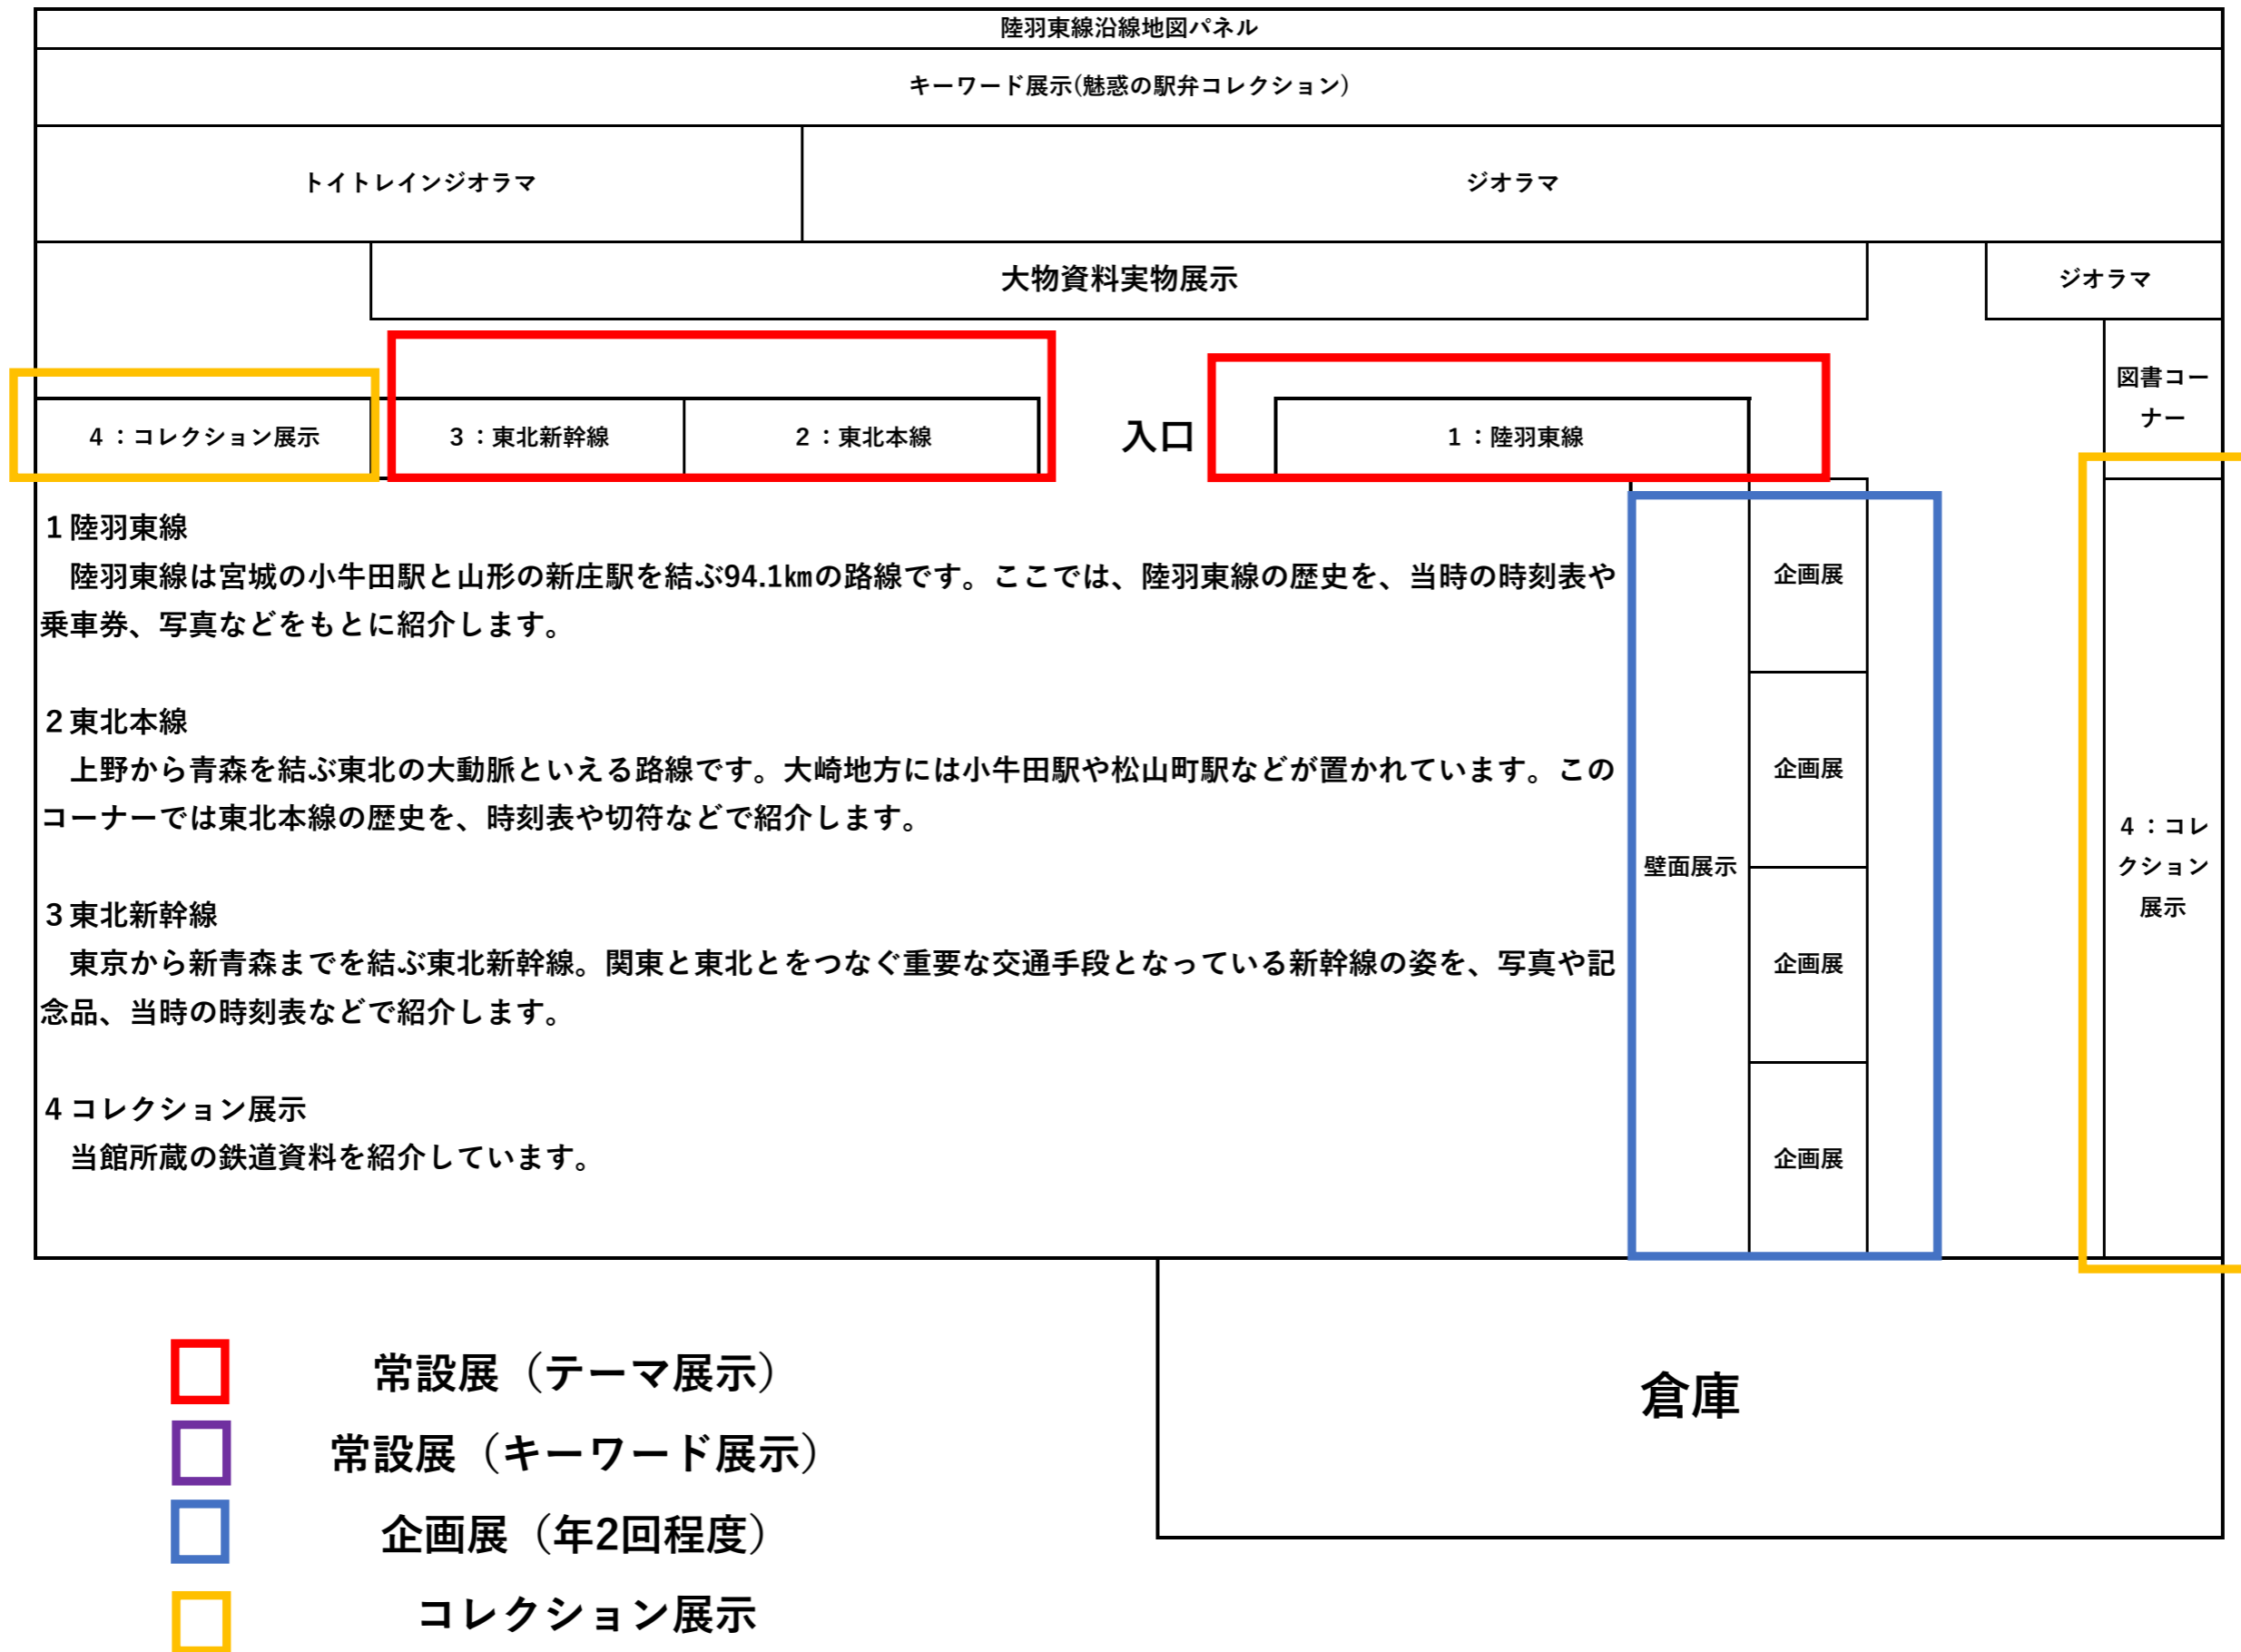 陸羽東線沿線地図パネル
キーワード展示(魅惑の駅弁コレクション)
トイトレインジオラマ
ジオラマ
大物資料実物展示
ジオラマ
図書コー
ナー
4：コレクション展示
3：東北新幹線
2：東北本線
入口
1：陸羽東線
1陸羽東線
陸羽東線は宮城の小牛田駅と山形の新庄駅を結ぶ94.1㎞の路線です。ここでは、陸羽東線の歴史を、当時の時刻表や
乗車券、写真などをもとに紹介します。
2東北本線
上野から青森を結ぶ東北の大動脈といえる路線です。大崎地方には小牛田駅や松山町駅などが置かれています。この
コーナーでは東北本線の歴史を、時刻表や切符などで紹介します。
3東北新幹線
東京から新青森までを結ぶ東北新幹線。関東と東北とをつなぐ重要な交通手段となっている新幹線の姿を、写真や記
念品、当時の時刻表などで紹介します。
4コレクション展示
当館所蔵の鉄道資料を紹介しています。
壁面展示
企画展
企画展
企画展
企画展
4：コレ
クション
展示
常設展（テーマ展示）
常設展（キーワード展示）
企画展（年2回程度）
コレクション展示
倉庫